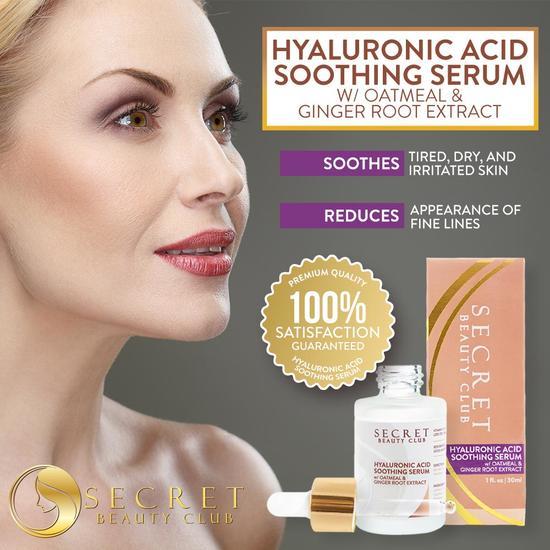 HYALURONIC ACID
SOOTHING SERUM
W/ OATMEAL &
GINGER ROOT EXTRACT
SOOTHES TIRED, DRY, AND
IRRITATED SKIN
REDUCES APPEARANCE OF
FINE LINES
PREMIUM QUALITY
100%
SATISFACTION
GUARANTEED
HYALURONIC ACID
SOOTHING SERUM
SECRET
BEAUTY CLUB
HYALURONIC ACID
SOOTHING SERUM
w/ OATMEAL &
GINGER ROOT EXTRACT
1 fl. oz / 30ml
SECRET
BEAUTY CLUB
HYALURONIC ACID
SOOTHING SERUM
w/ OATMEAL &
GINGER ROOT EXTRACT
SECRET
BEAUTY CLUB